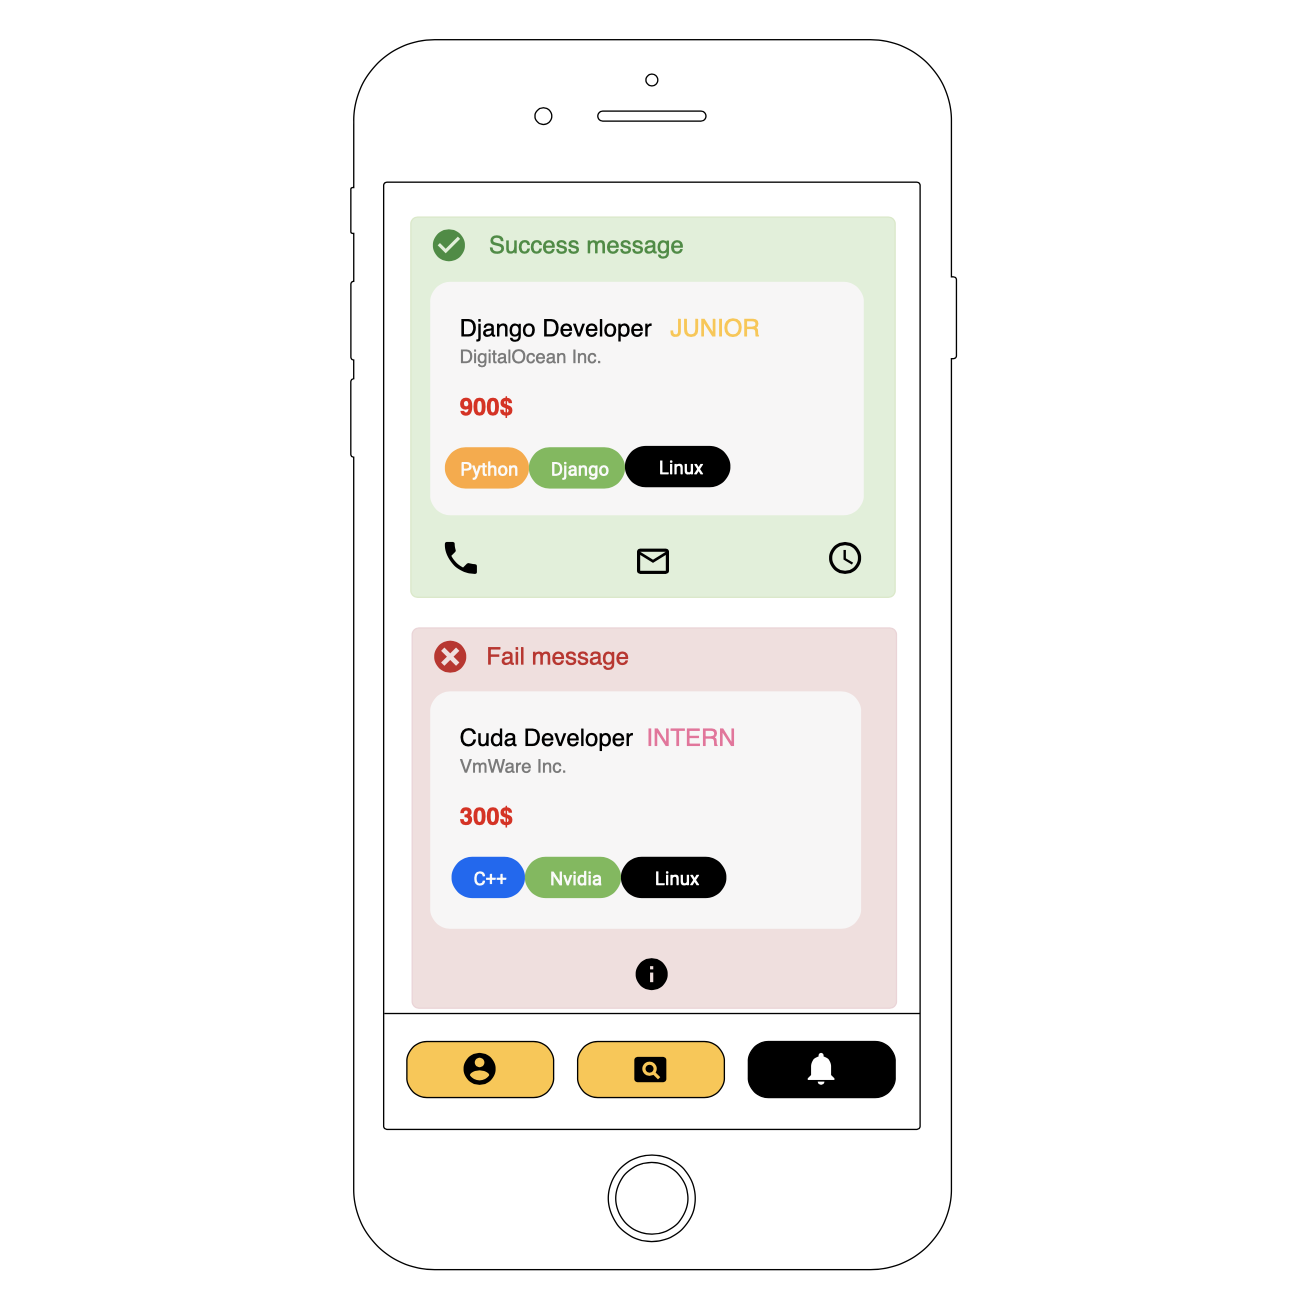 Success message
Django Developer JUNIOR
DigitalOcean Inc.
900$
Python Django Linux
Fail message
Cuda Developer INTERN
VmWare Inc.
300$
C++ Nvidia Linux